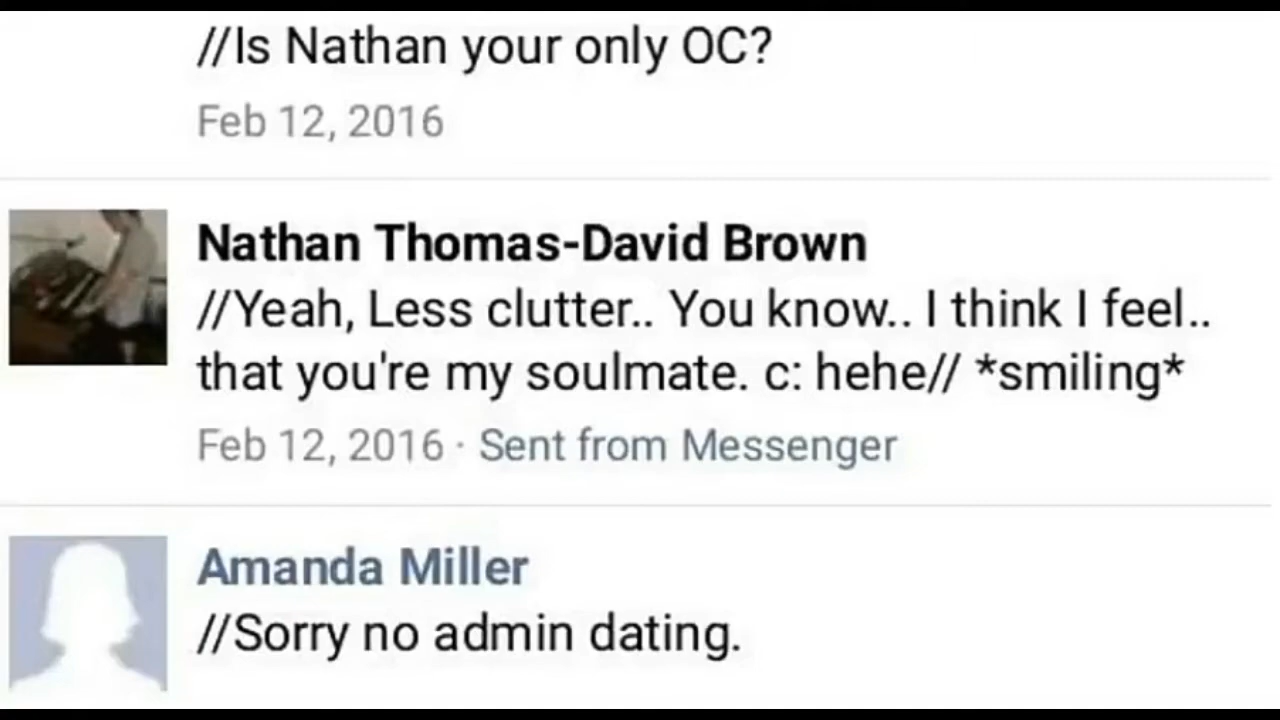 //Is Nathan your only OC?
Feb 12, 2016
Nathan Thomas-David Brown
//Yeah, Less clutter.. You know.. I think I feel..
that you're my soulmate. c: hehe// *smiling*
Feb 12, 2016 · Sent from Messenger
Amanda Miller
//Sorry no admin dating.